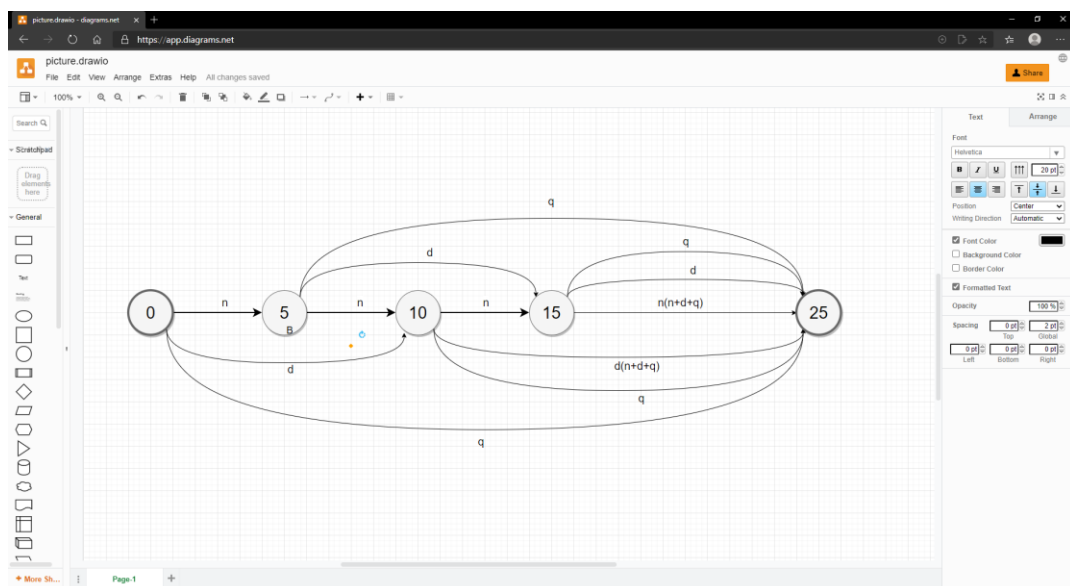 picture.drawio - diagrams.net
https://app.diagrams.net
picture.drawio
File Edit View Arrange Extras Help All changes saved
Share
100%
Search
Scratchpad
Drag elements here
General
Text
More Sh...
q
q
d
d
n(n+d+q)
n
n
n
0
5
10
15
25
B
d
d(n+d+q)
q
q
Page-1
Text Arrange
Font
Helvetica
B I U 20 pt
Position Center
Writing Direction Automatic
Font Color
Background Color
Border Color
Formatted Text
Opacity 100 %
Spacing 0 pt 2 pt
Top Global
0 pt 0 pt 0 pt
Left Bottom Right